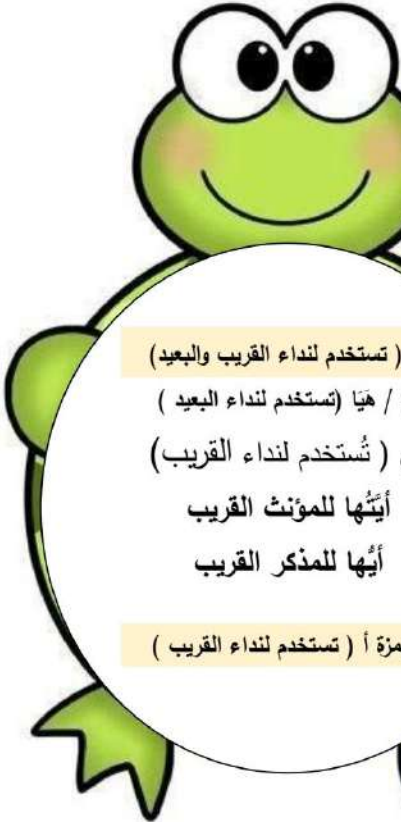 ( تستخدم لنداء القريب والبعيد)
/ هَيَا (تستخدم لنداء البعيد )
( تُستخدم لنداء القريب)
أيَّتُها للمؤنث القريب
أيُّها للمذكر القريب
مزة أ ( تستخدم لنداء القريب )